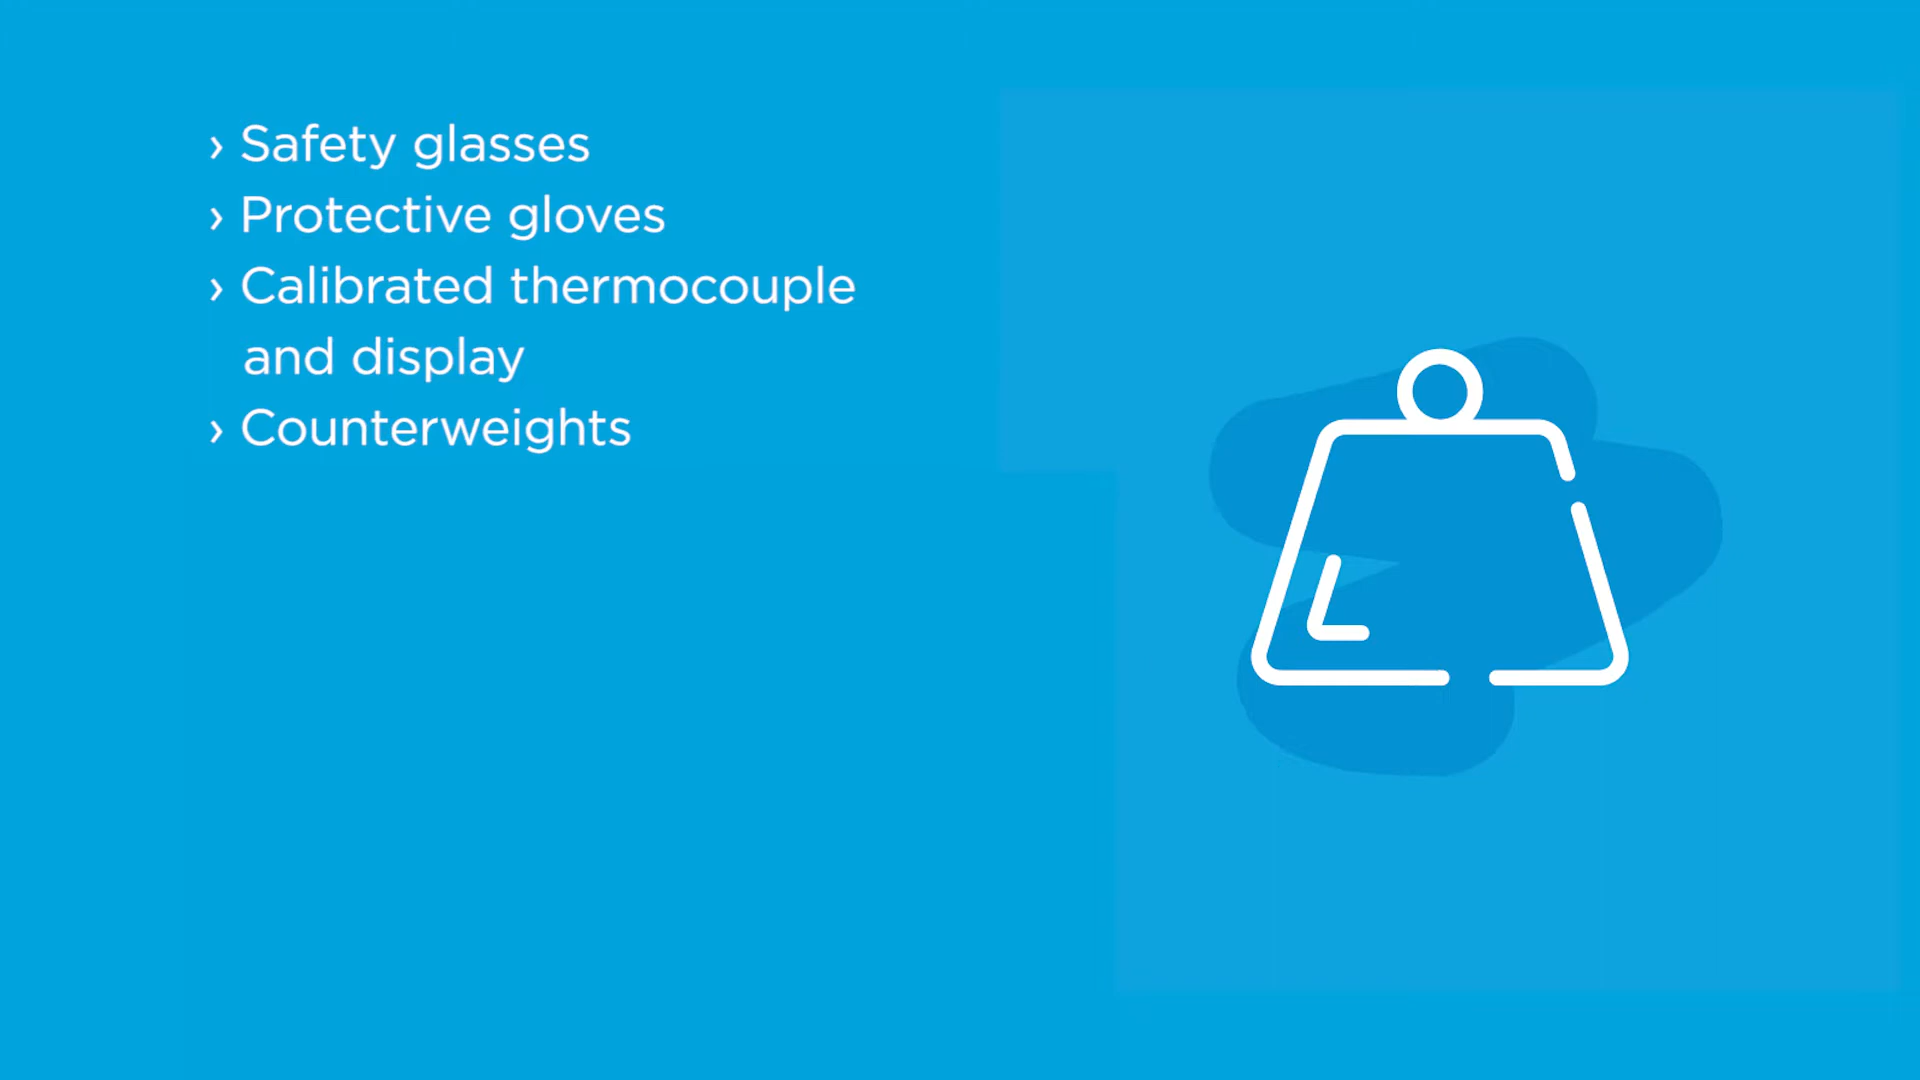 › Safety glasses
› Protective gloves
› Calibrated thermocouple
and display
› Counterweights